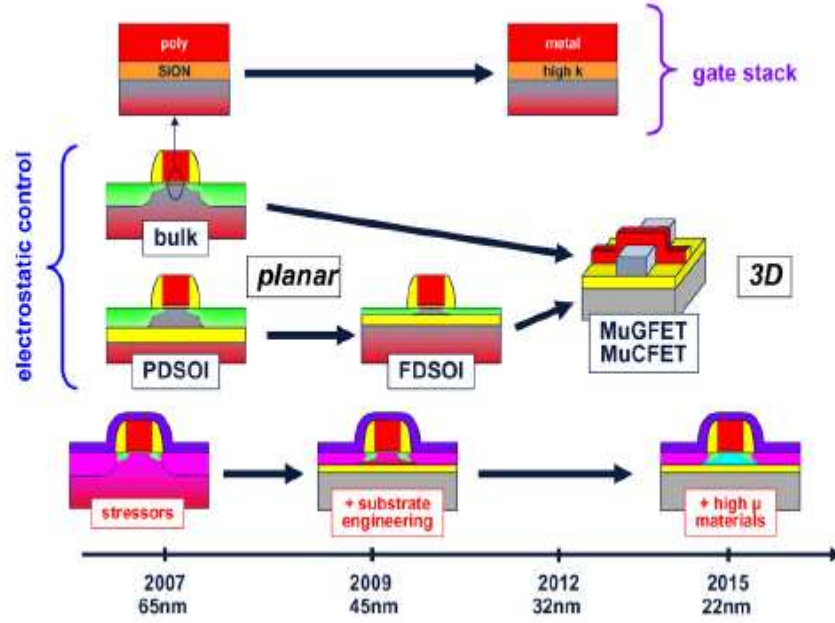 poly
SiON
metal
high k
gate stack
electrostatic control
bulk
planar
3D
PDSOI
FDSOI
MuGFET
MuCFET
stressors
+ substrate
engineering
+ high μ
materials
2007
65nm
2009
45nm
2012
32nm
2015
22nm